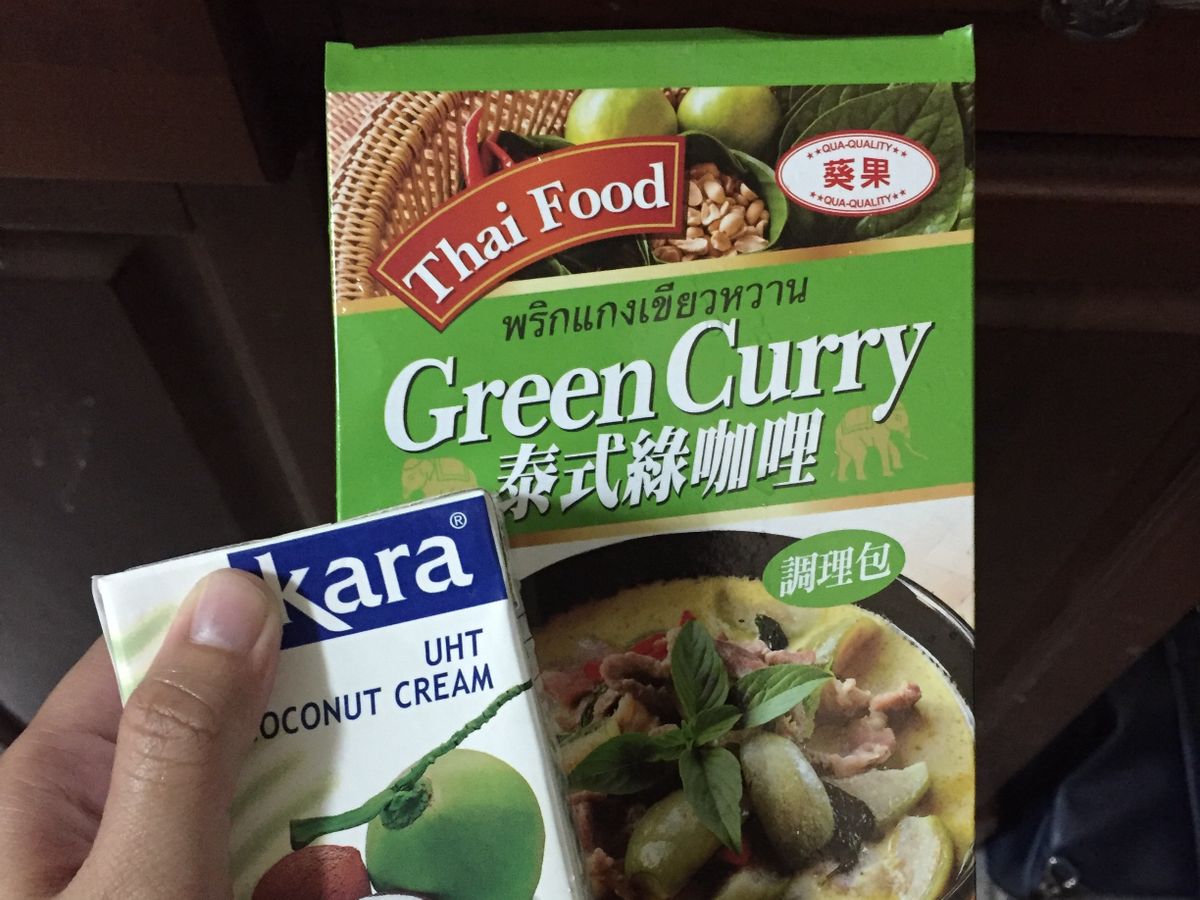 Thai Food
★★QUA-QUALITY★★
葵果
★★QUA-QUALITY★★
พริกแกงเขียวหวาน
Green Curry
泰式綠咖哩
調理包
kara®
UHT
OCONUT CREAM